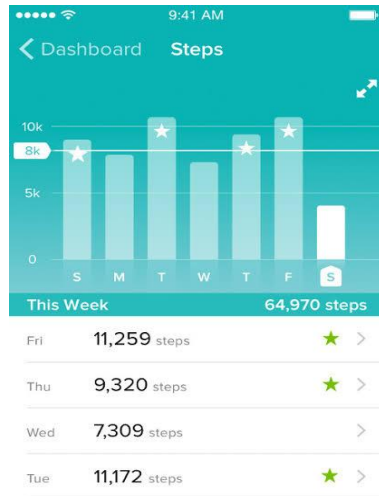 9:41 AM
Dashboard Steps
10k
8k
5k
0
S M T W T F S
This Week 64,970 steps
Fri 11,259 steps
Thu 9,320 steps
Wed 7,309 steps
Tue 11,172 steps